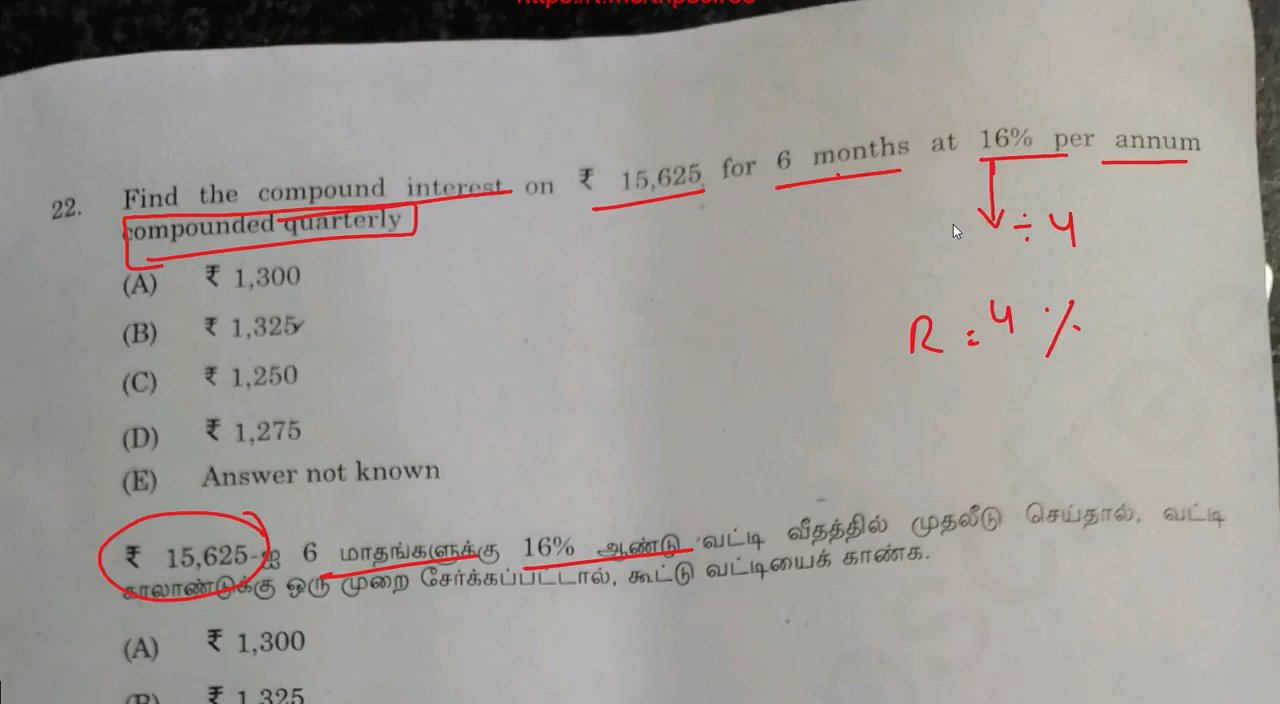 22. Find the compound interest on ₹ 15,625 for 6 months at 16% per annum
compounded quarterly
÷ 4
(A) ₹ 1,300
R = 4 %
(B) ₹ 1,325
(C) ₹ 1,250
(D) ₹ 1,275
(E) Answer not known
₹ 15,625-ஐ 6 மாதங்களுக்கு 16% ஆண்டு வட்டி வீதத்தில் முதலீடு செய்தால், வட்டி
காலாண்டுக்கு ஒரு முறை சேர்க்கப்பட்டால், கூட்டு வட்டியைக் காண்க.
(A) ₹ 1,300
(B) ₹ 1,325